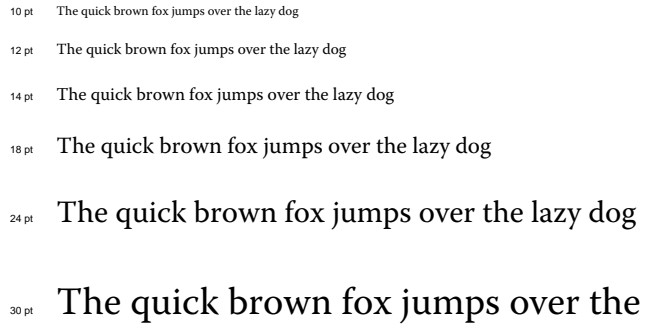 10 pt The quick brown fox jumps over the lazy dog
12 pt The quick brown fox jumps over the lazy dog
14 pt The quick brown fox jumps over the lazy dog
18 pt The quick brown fox jumps over the lazy dog
24 pt The quick brown fox jumps over the lazy dog
30 pt The quick brown fox jumps over the